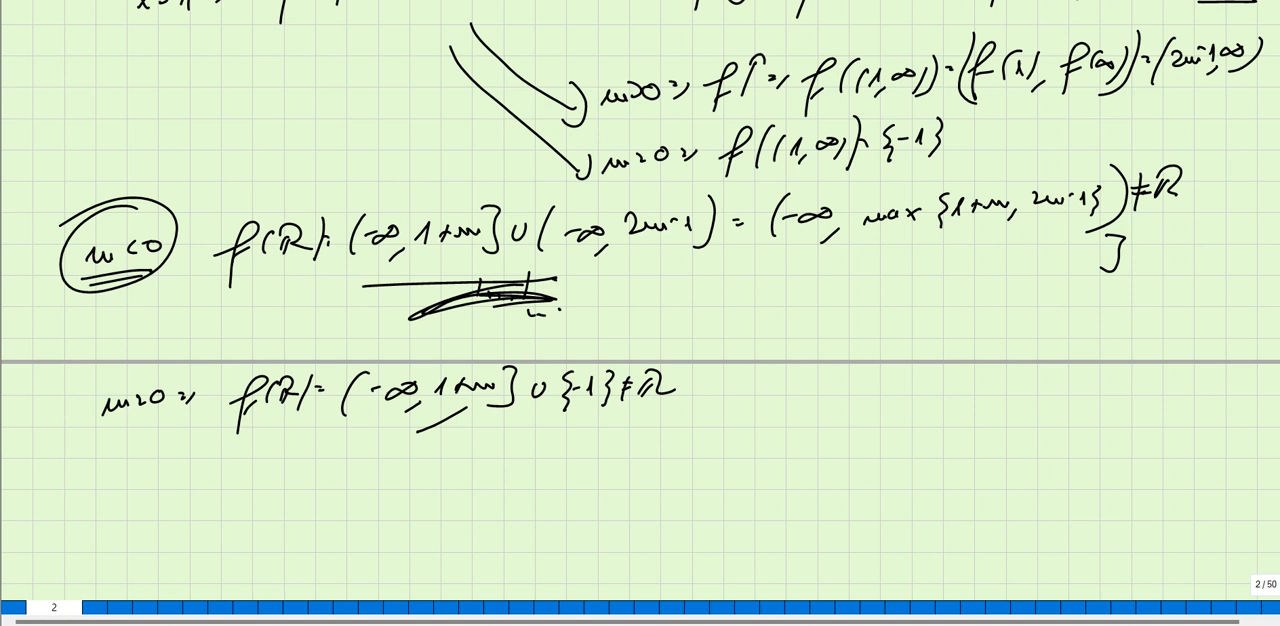 m>0 => f↑ => f((1,∞)) = (f(1), f(∞)) = (2m-1,∞)
m=0 => f((1,∞)) = {-1}
m<0 f(R) = (-∞, 1+m] ∪ (-∞, 2m-1) = (-∞, max {1+m, 2m-1}) ≠ R
]
m=0 => f(R) = (-∞, 1+m] ∪ {-1} ≠ R
2/50
2